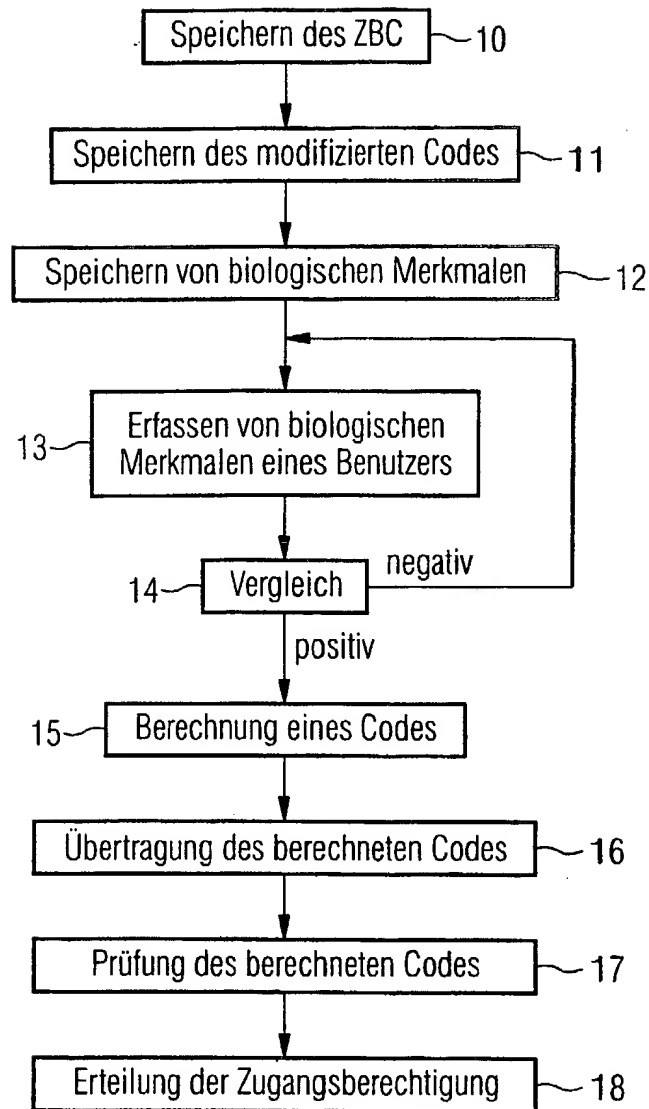 Speichern des ZBC 10
Speichern des modifizierten Codes 11
Speichern von biologischen Merkmalen 12
13 Erfassen von biologischen
Merkmalen eines Benutzers
14 Vergleich negativ
positiv
15 Berechnung eines Codes
Übertragung des berechneten Codes 16
Prüfung des berechneten Codes 17
Erteilung der Zugangsberechtigung 18